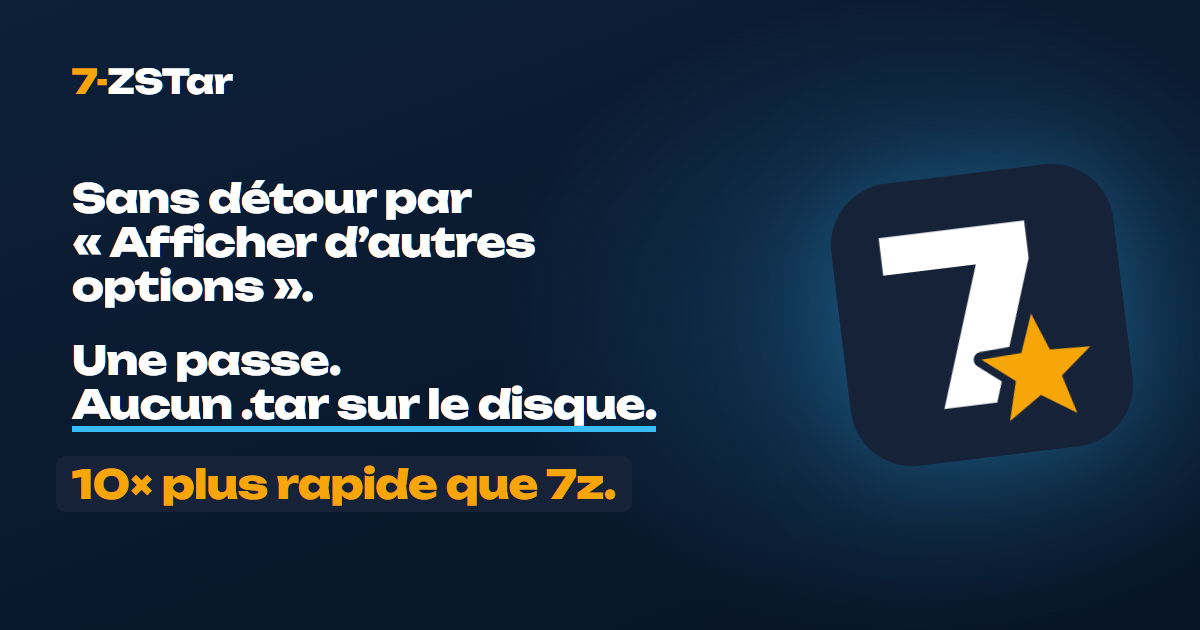 7-ZSTar
Sans détour par
« Afficher d’autres
options ».
Une passe.
Aucun .tar sur le disque.
10× plus rapide que 7z.
7